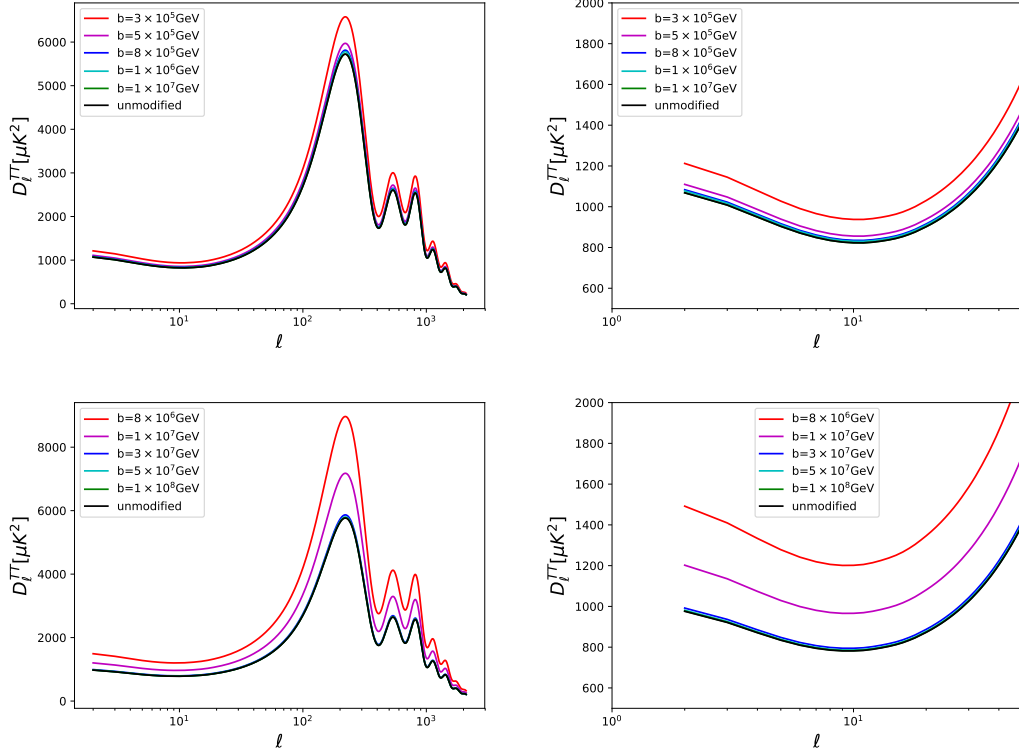 b=3 × 10⁵GeV
b=5 × 10⁵GeV
b=8 × 10⁵GeV
b=1 × 10⁶GeV
b=1 × 10⁷GeV
unmodified
6000
5000
4000
3000
2000
1000
0
10¹
10²
10³
ℓ
D_ℓ^{TT}[μK²]
b=3 × 10⁵GeV
b=5 × 10⁵GeV
b=8 × 10⁵GeV
b=1 × 10⁶GeV
b=1 × 10⁷GeV
unmodified
2000
1800
1600
1400
1200
1000
800
600
10⁰
10¹
ℓ
D_ℓ^{TT}[μK²]
b=8 × 10⁶GeV
b=1 × 10⁷GeV
b=3 × 10⁷GeV
b=5 × 10⁷GeV
b=1 × 10⁸GeV
unmodified
8000
6000
4000
2000
0
10¹
10²
10³
ℓ
D_ℓ^{TT}[μK²]
b=8 × 10⁶GeV
b=1 × 10⁷GeV
b=3 × 10⁷GeV
b=5 × 10⁷GeV
b=1 × 10⁸GeV
unmodified
2000
1800
1600
1400
1200
1000
800
600
10⁰
10¹
ℓ
D_ℓ^{TT}[μK²]